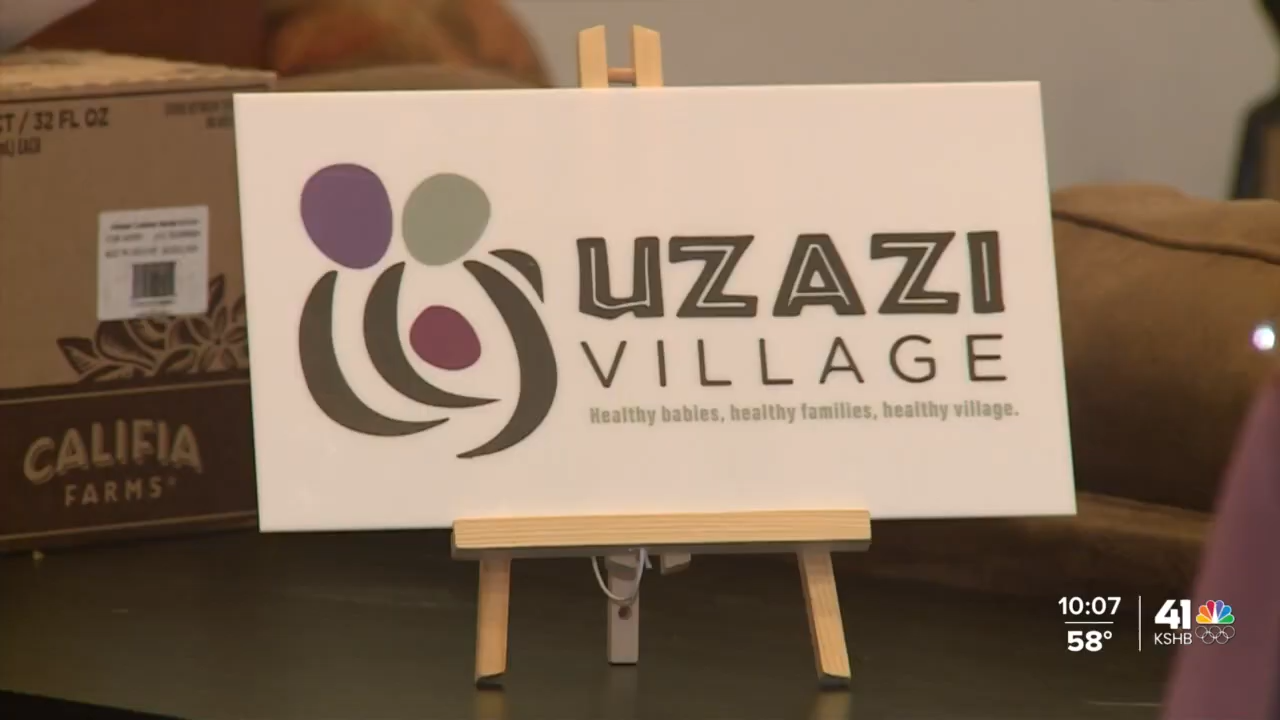 CT / 32 FL OZ
EACH
CALIFIA
FARMS®
UZAZI
VILLAGE
Healthy babies, healthy families, healthy village.
10:07
58°
41
KSHB